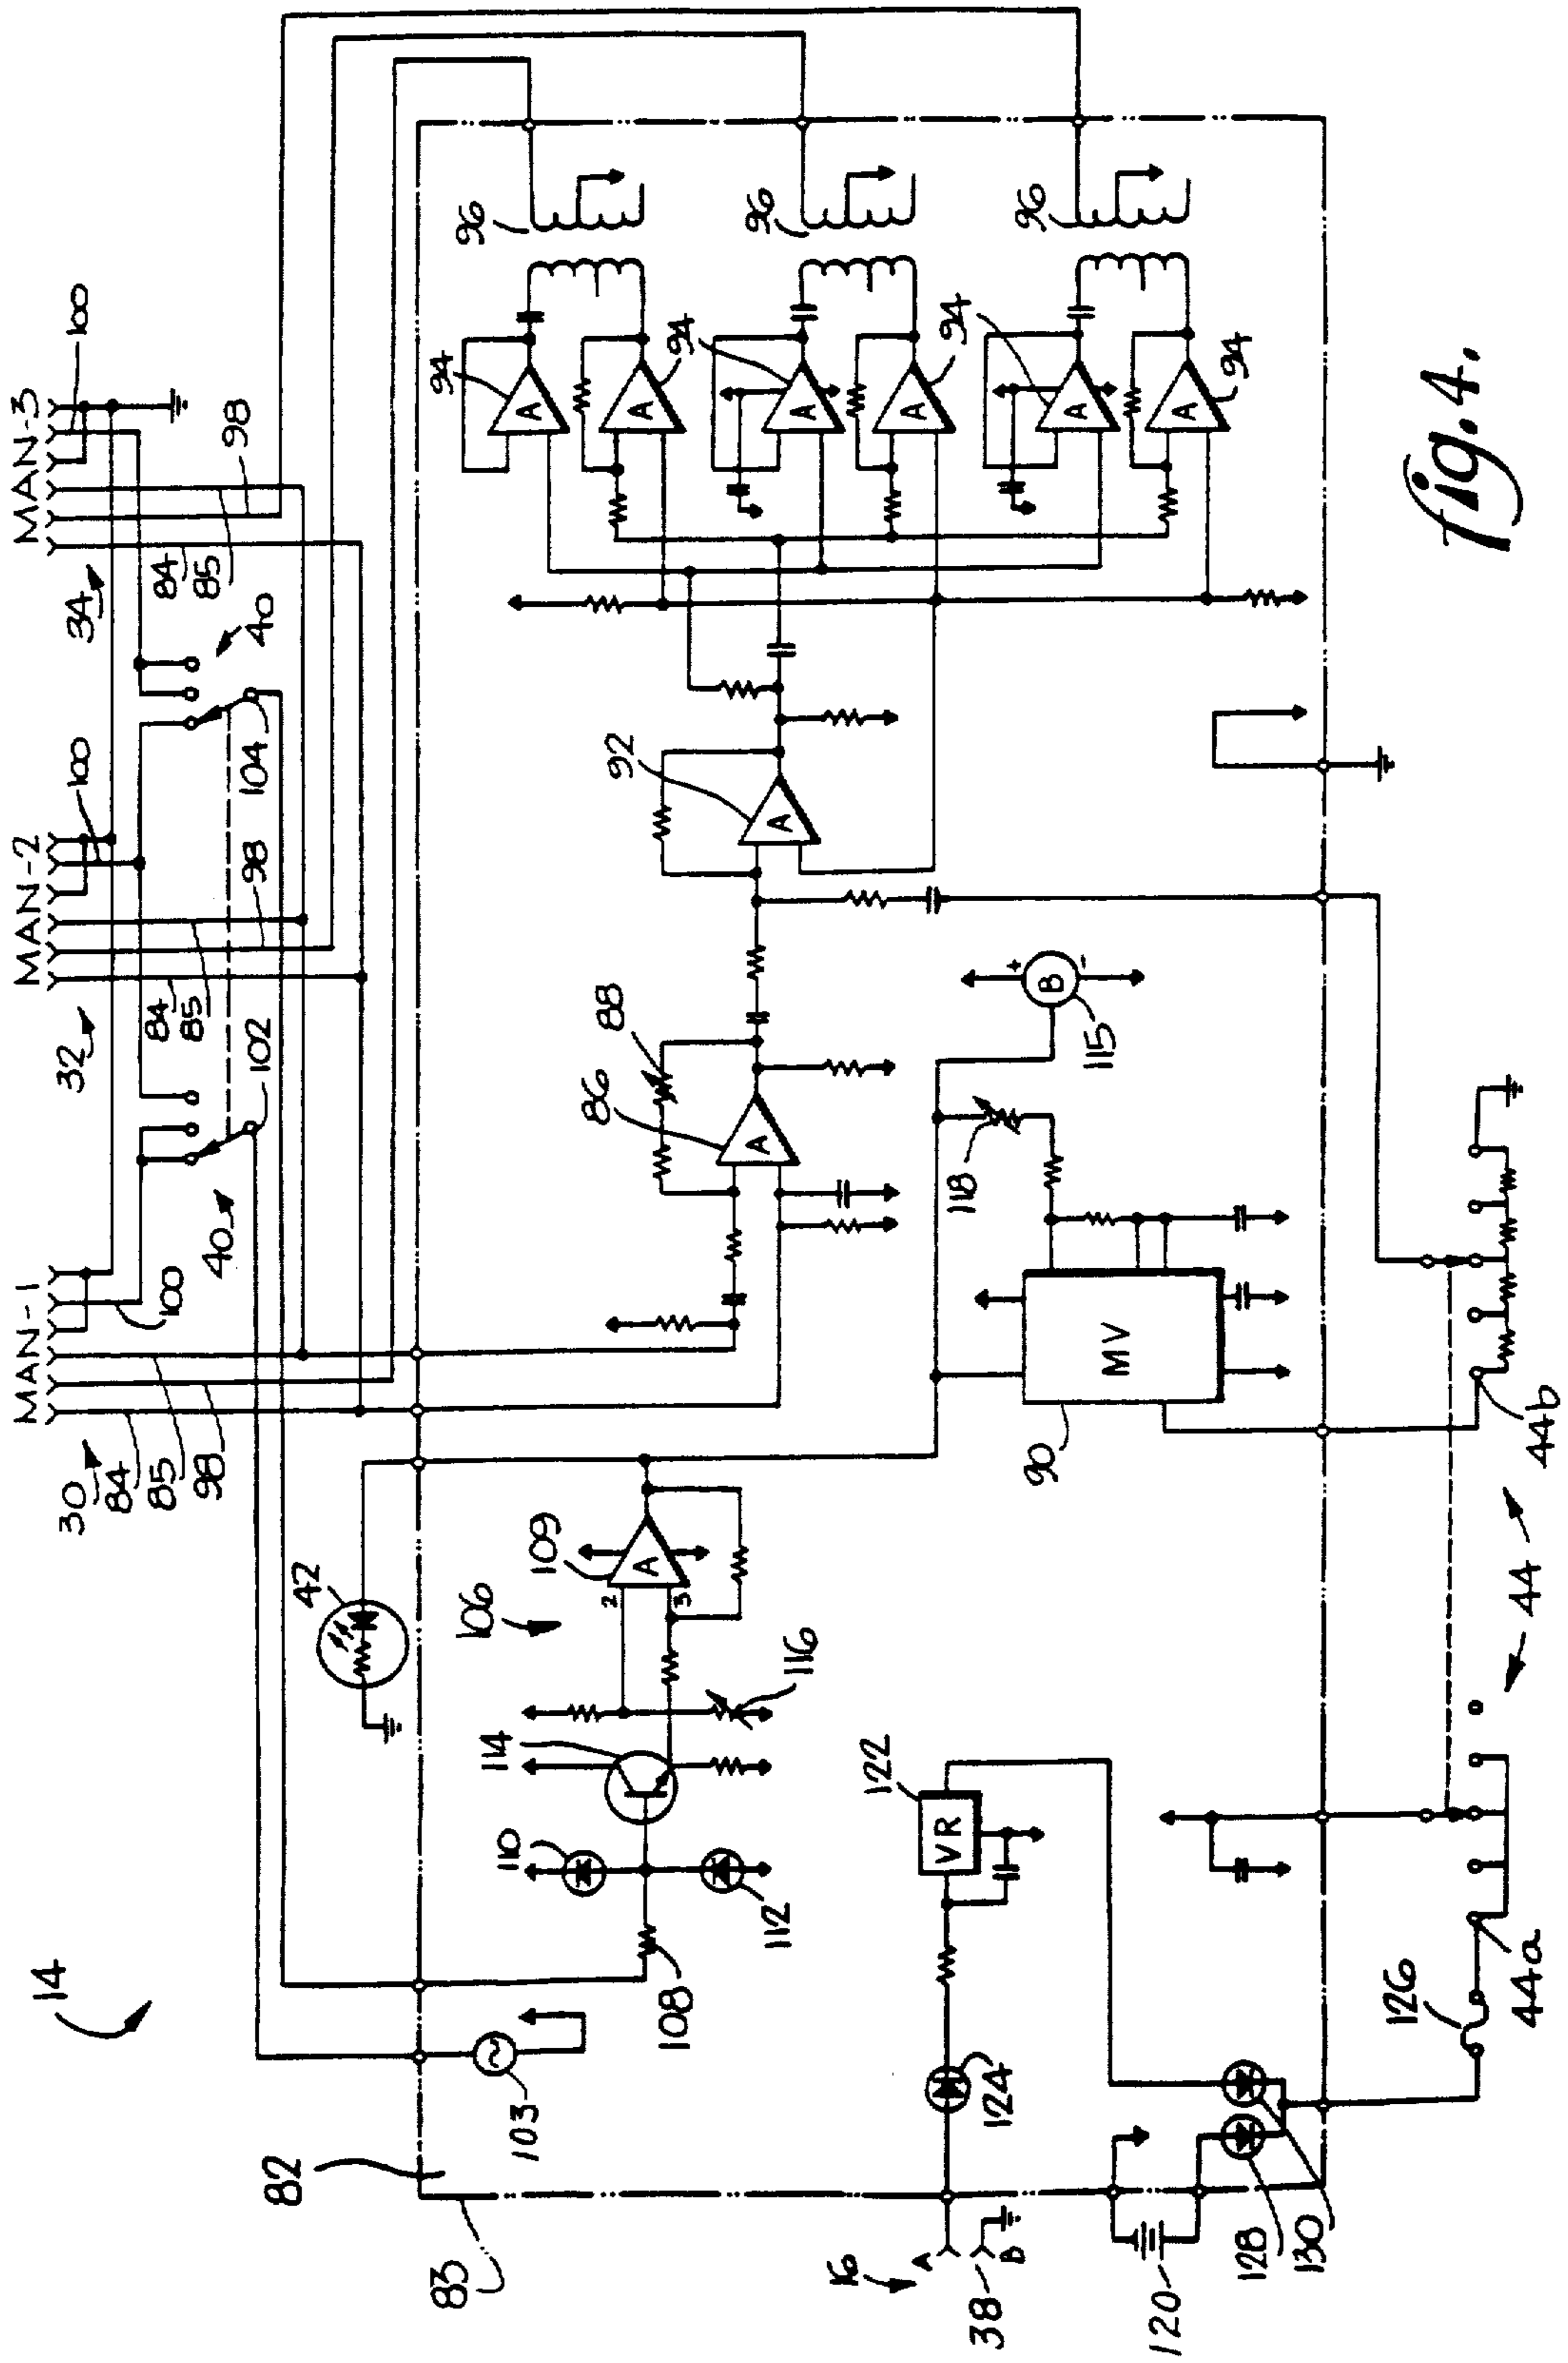 MAN-1
MAN-2
MAN-3
30
84
85
98
100
40
102
32
84
85
98
100
104
40
34
84
85
98
100
14
42
82
83
103
108
110
112
114
116
106
109
2
3
A
86
A
88
92
A
94
A
94
A
94
A
A
94
A
94
A
96
96
96
115
B
+
-
118
MV
90
122
VR
124
16
A
B
38
120
128
130
126
44a
44
44b
fig. 4.